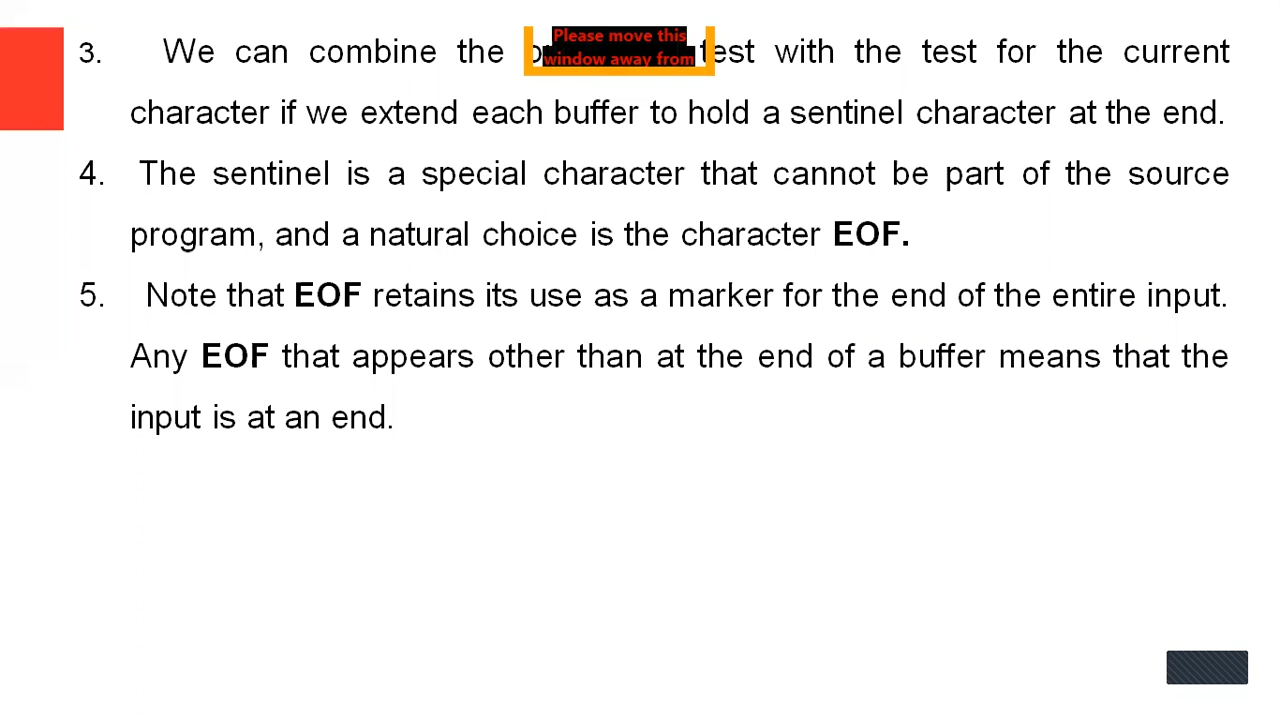 3. We can combine the test with the test for the current
Please move this
window away from
character if we extend each buffer to hold a sentinel character at the end.
4. The sentinel is a special character that cannot be part of the source
program, and a natural choice is the character EOF.
5. Note that EOF retains its use as a marker for the end of the entire input.
Any EOF that appears other than at the end of a buffer means that the
input is at an end.